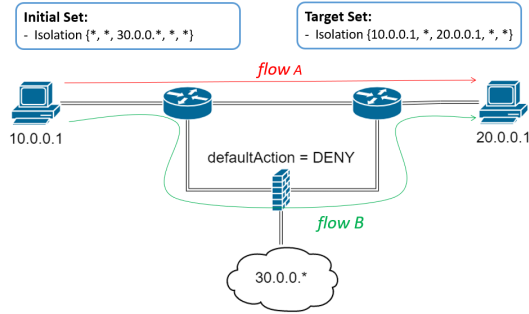 Initial Set:
- Isolation {*, *, 30.0.0.*, *, *}
Target Set:
- Isolation {10.0.0.1, *, 20.0.0.1, *, *}
flow A
10.0.0.1
20.0.0.1
defaultAction = DENY
flow B
30.0.0.*